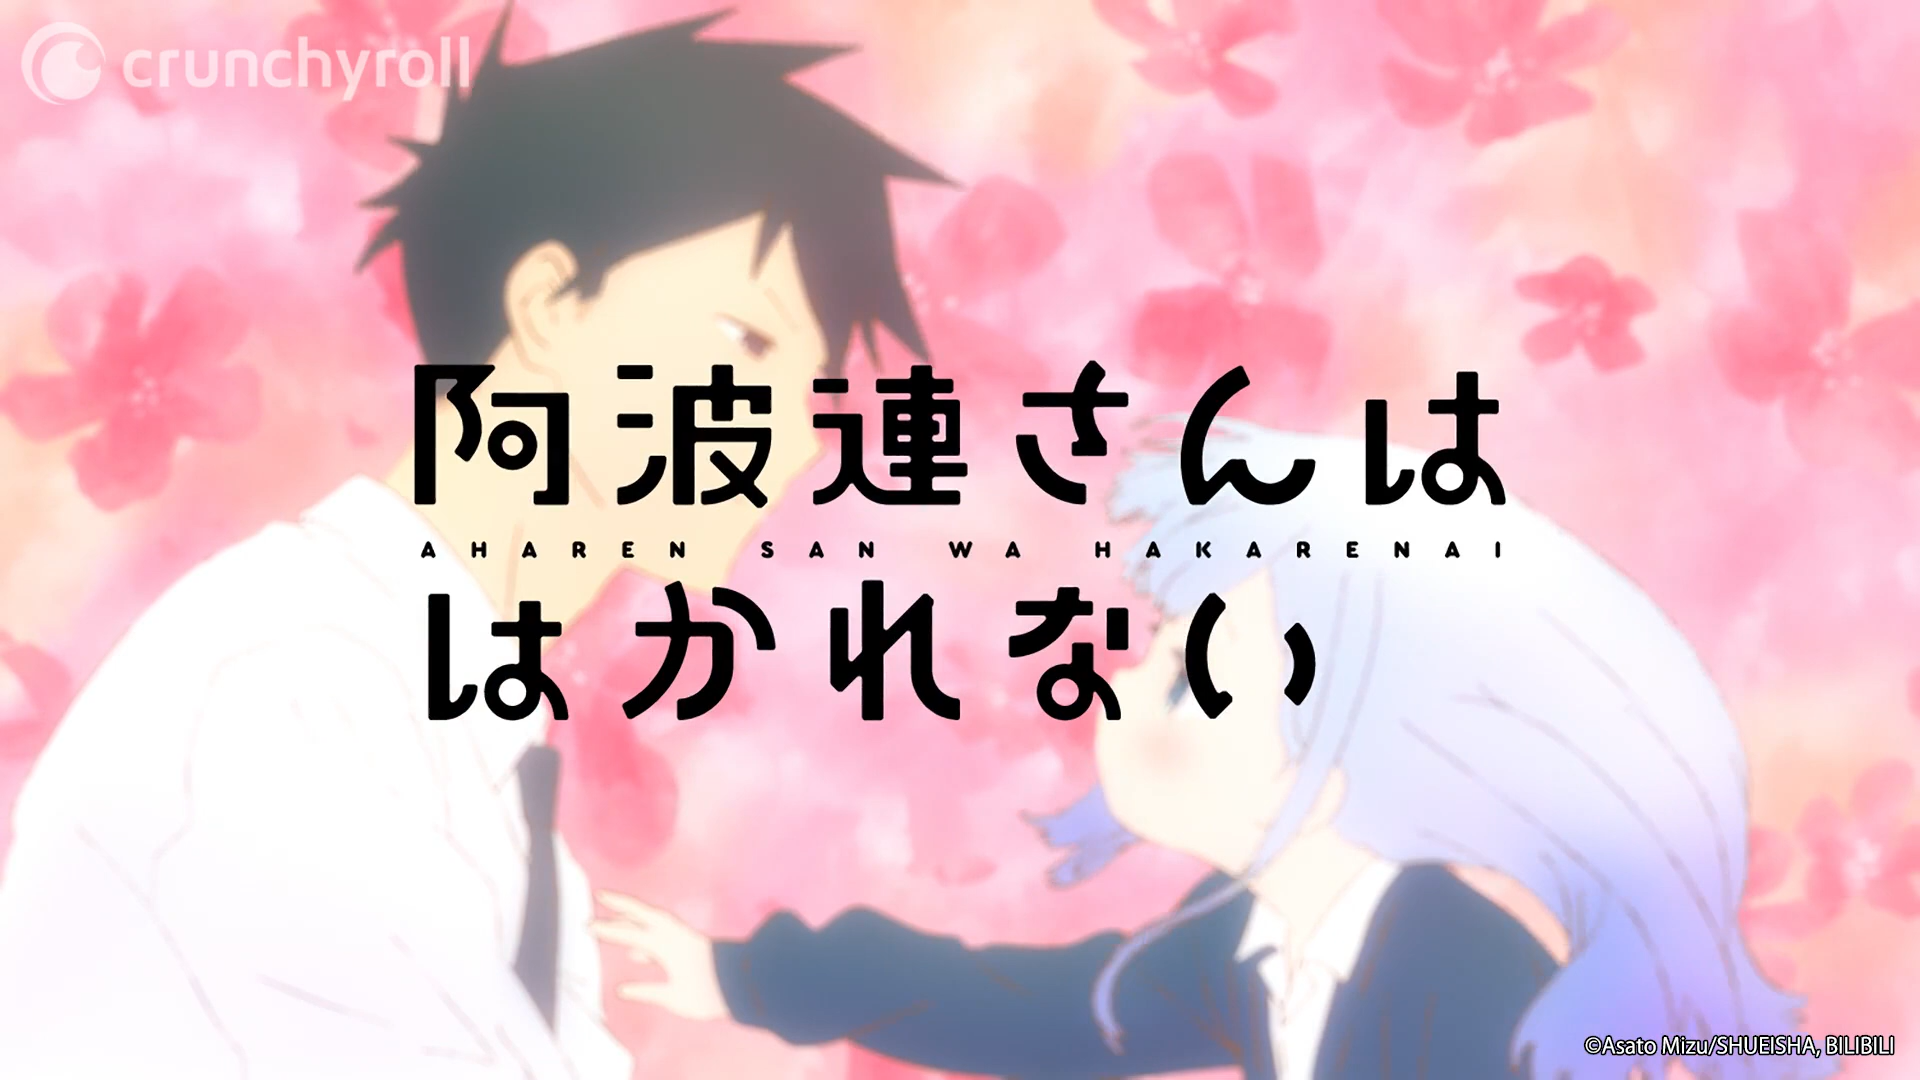 crunchyroll
阿波連さんは
AHAREN SAN WA HAKARENAI
はかれない
©Asato Mizu/SHUEISHA, BILIBILI